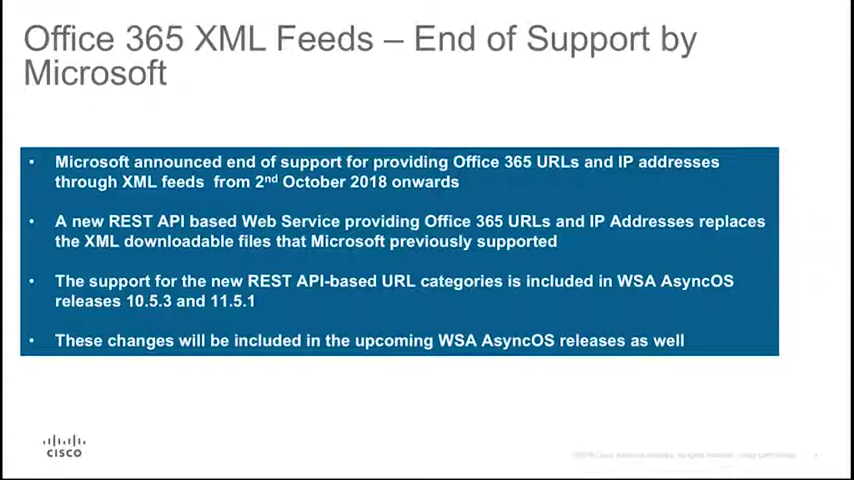 Office 365 XML Feeds – End of Support by
Microsoft
• Microsoft announced end of support for providing Office 365 URLs and IP addresses
through XML feeds from 2nd October 2018 onwards
• A new REST API based Web Service providing Office 365 URLs and IP Addresses replaces
the XML downloadable files that Microsoft previously supported
• The support for the new REST API-based URL categories is included in WSA AsyncOS
releases 10.5.3 and 11.5.1
• These changes will be included in the upcoming WSA AsyncOS releases as well
CISCO